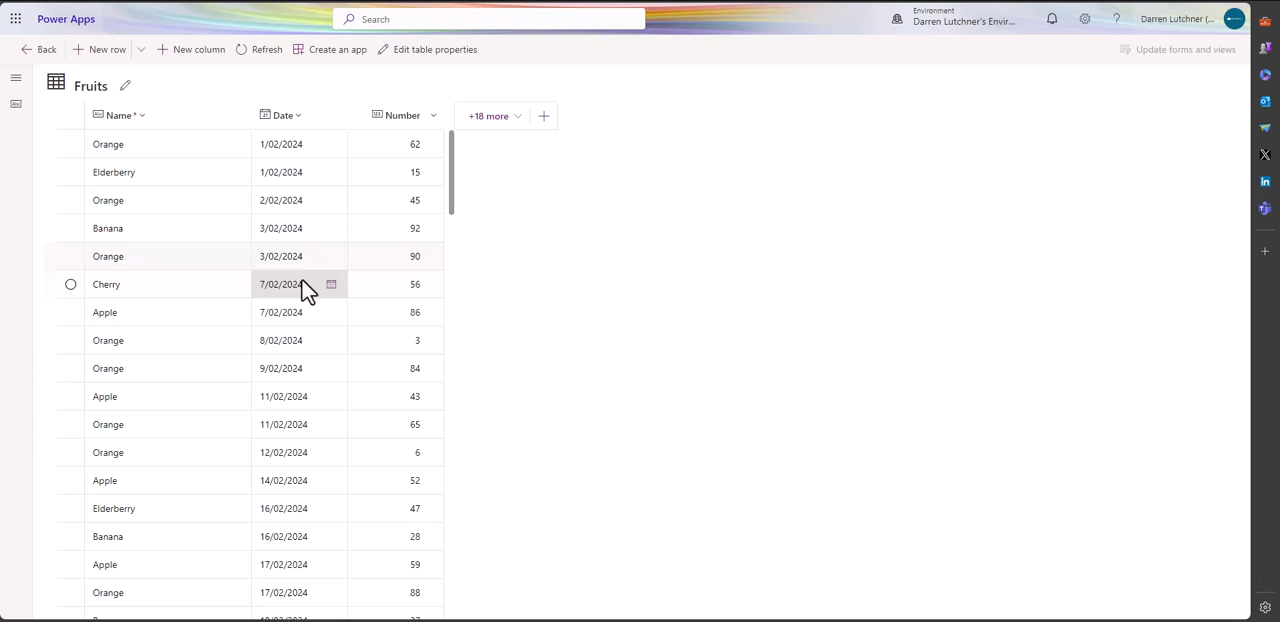 Power Apps
Search
Environment
Darren Lutchner's Envir...
Darren Lutchner (...
Back
New row
New column
Refresh
Create an app
Edit table properties
Update forms and views
Fruits
Name * Date Number +18 more
Orange 1/02/2024 62
Elderberry 1/02/2024 15
Orange 2/02/2024 45
Banana 3/02/2024 92
Orange 3/02/2024 90
Cherry 7/02/2024 56
Apple 7/02/2024 86
Orange 8/02/2024 3
Orange 9/02/2024 84
Apple 11/02/2024 43
Orange 11/02/2024 65
Orange 12/02/2024 6
Apple 14/02/2024 52
Elderberry 16/02/2024 47
Banana 16/02/2024 28
Apple 17/02/2024 59
Orange 17/02/2024 88